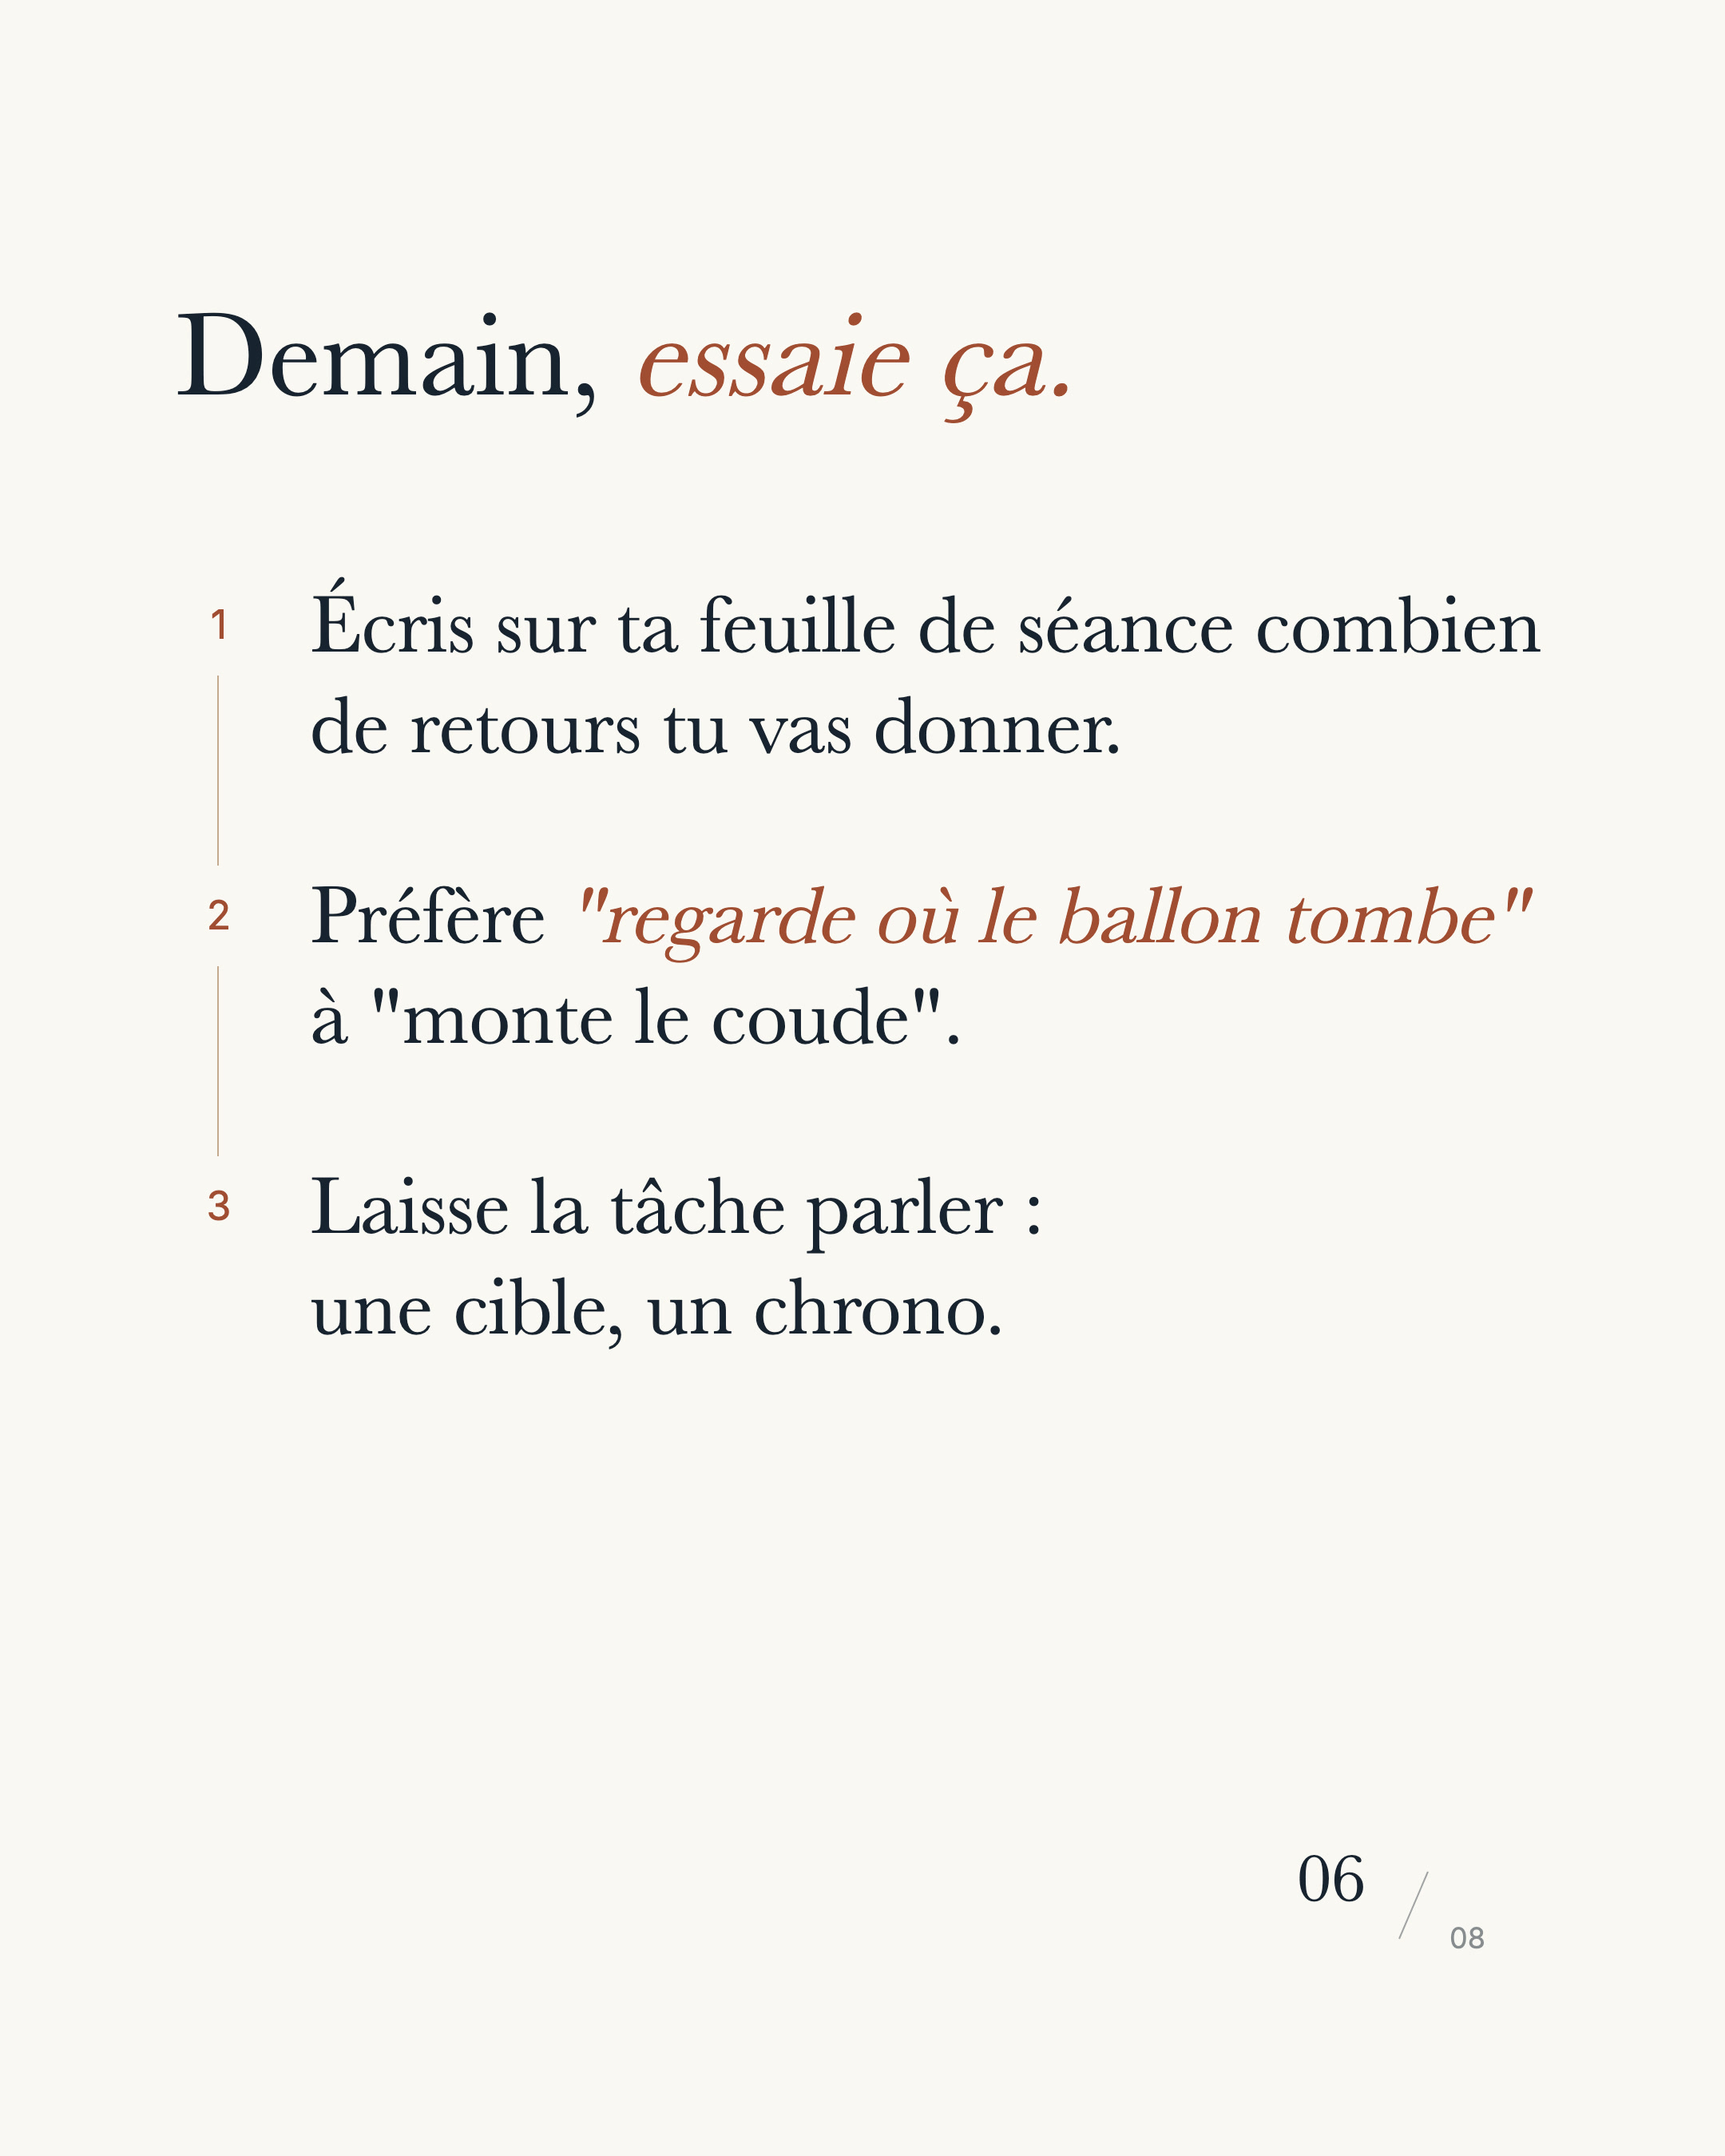 Demain, essaie ça.
1 Écris sur ta feuille de séance combien
de retours tu vas donner.
2 Préfère "regarde où le ballon tombe"
à "monte le coude".
3 Laisse la tâche parler :
une cible, un chrono.
06 / 08